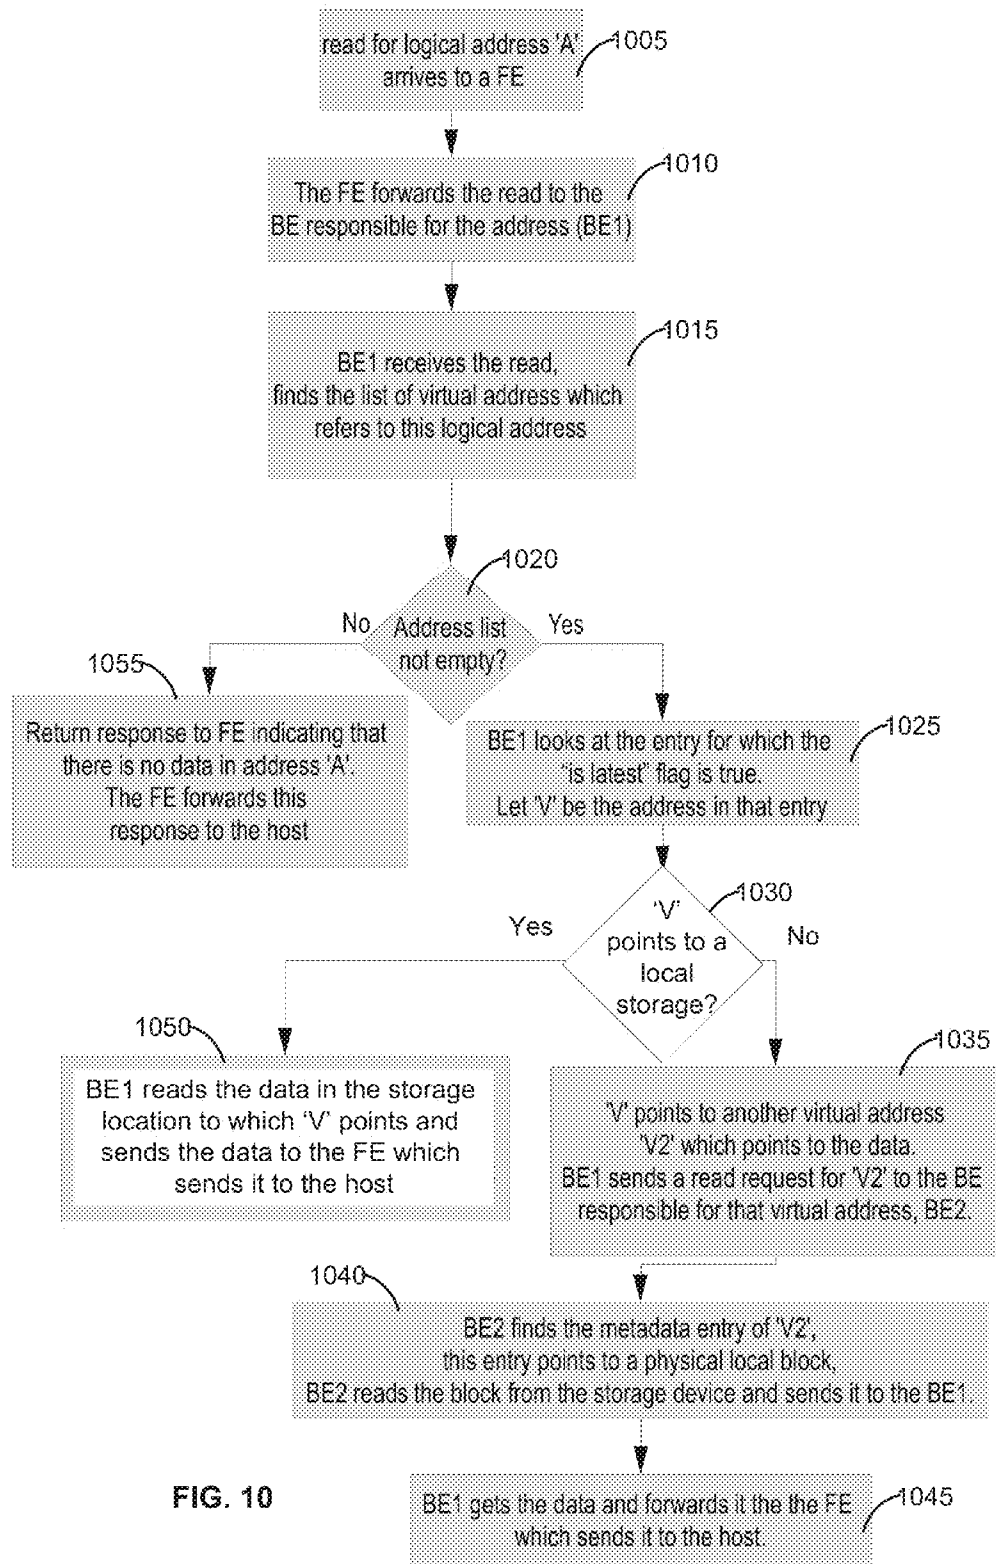 read for logical address 'A'
arrives to a FE
1005
The FE forwards the read to the
BE responsible for the address (BE1)
1010
BE1 receives the read,
finds the list of virtual address which
refers to this logical address
1015
1020
Address list
not empty?
No
Yes
1055
Return response to FE indicating that
there is no data in address 'A'.
The FE forwards this
response to the host
BE1 looks at the entry for which the
"is latest" flag is true.
Let 'V' be the address in that entry
1025
'V'
points to a
local
storage?
1030
Yes
No
1050
BE1 reads the data in the storage
location to which 'V' points and
sends the data to the FE which
sends it to the host
1035
'V' points to another virtual address
'V2' which points to the data.
BE1 sends a read request for 'V2' to the BE
responsible for that virtual address, BE2.
1040
BE2 finds the metadada entry of 'V2',
this entry points to a physical local block,
BE2 reads the block from the storage device and sends it to the BE1.
BE1 gets the data and forwards it the the FE
which sends it to the host.
1045
FIG. 10